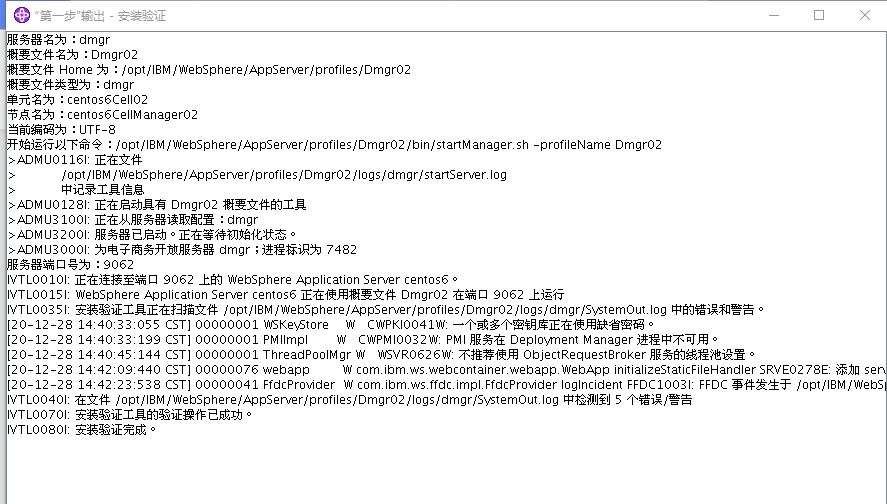 “第一步”输出 - 安装验证
服务器名为：dmgr
概要文件名为：Dmgr02
概要文件 Home 为：/opt/IBM/WebSphere/AppServer/profiles/Dmgr02
概要文件类型为：dmgr
单元名为：centos6Cell02
节点名为：centos6CellManager02
当前编码为：UTF-8
开始运行以下命令：/opt/IBM/WebSphere/AppServer/profiles/Dmgr02/bin/startManager.sh -profileName Dmgr02
>ADMU0116I: 正在文件
> /opt/IBM/WebSphere/AppServer/profiles/Dmgr02/logs/dmgr/startServer.log
> 中记录工具信息
>ADMU0128I: 正在启动具有 Dmgr02 概要文件的工具
>ADMU3100I: 正在从服务器读取配置：dmgr
>ADMU3200I: 服务器已启动。正在等待初始化状态。
>ADMU3000I: 为电子商务开放服务器 dmgr；进程标识为 7482
服务器端口号为：9062
IVTL0010I: 正在连接至端口 9062 上的 WebSphere Application Server centos6。
IVTL0015I: WebSphere Application Server centos6 正在使用概要文件 Dmgr02 在端口 9062 上运行
IVTL0035I: 安装验证工具正在扫描文件 /opt/IBM/WebSphere/AppServer/profiles/Dmgr02/logs/dmgr/SystemOut.log 中的错误和警告。
[20-12-28 14:40:33:055 CST] 00000001 WSKeyStore W CWPKI0041W: 一个或多个密钥库正在使用缺省密码。
[20-12-28 14:40:33:199 CST] 00000001 PMIImpl W CWPMI0032W: PMI 服务在 Deployment Manager 进程中不可用。
[20-12-28 14:40:45:144 CST] 00000001 ThreadPoolMgr W WSVR0626W: 不推荐使用 ObjectRequestBroker 服务的线程池设置。
[20-12-28 14:42:09:440 CST] 00000076 webapp W com.ibm.ws.webcontainer.webapp.WebApp initializeStaticFileHandler SRVE0278E: 添加 serv
[20-12-28 14:42:23:538 CST] 00000041 FfdcProvider W com.ibm.ws.ffdc.impl.FfdcProvider logIncident FFDC1003I: FFDC 事件发生于 /opt/IBM/WebSp
IVTL0040I: 在文件 /opt/IBM/WebSphere/AppServer/profiles/Dmgr02/logs/dmgr/SystemOut.log 中检测到 5 个错误/警告
IVTL0070I: 安装验证工具的验证操作已成功。
IVTL0080I: 安装验证完成。